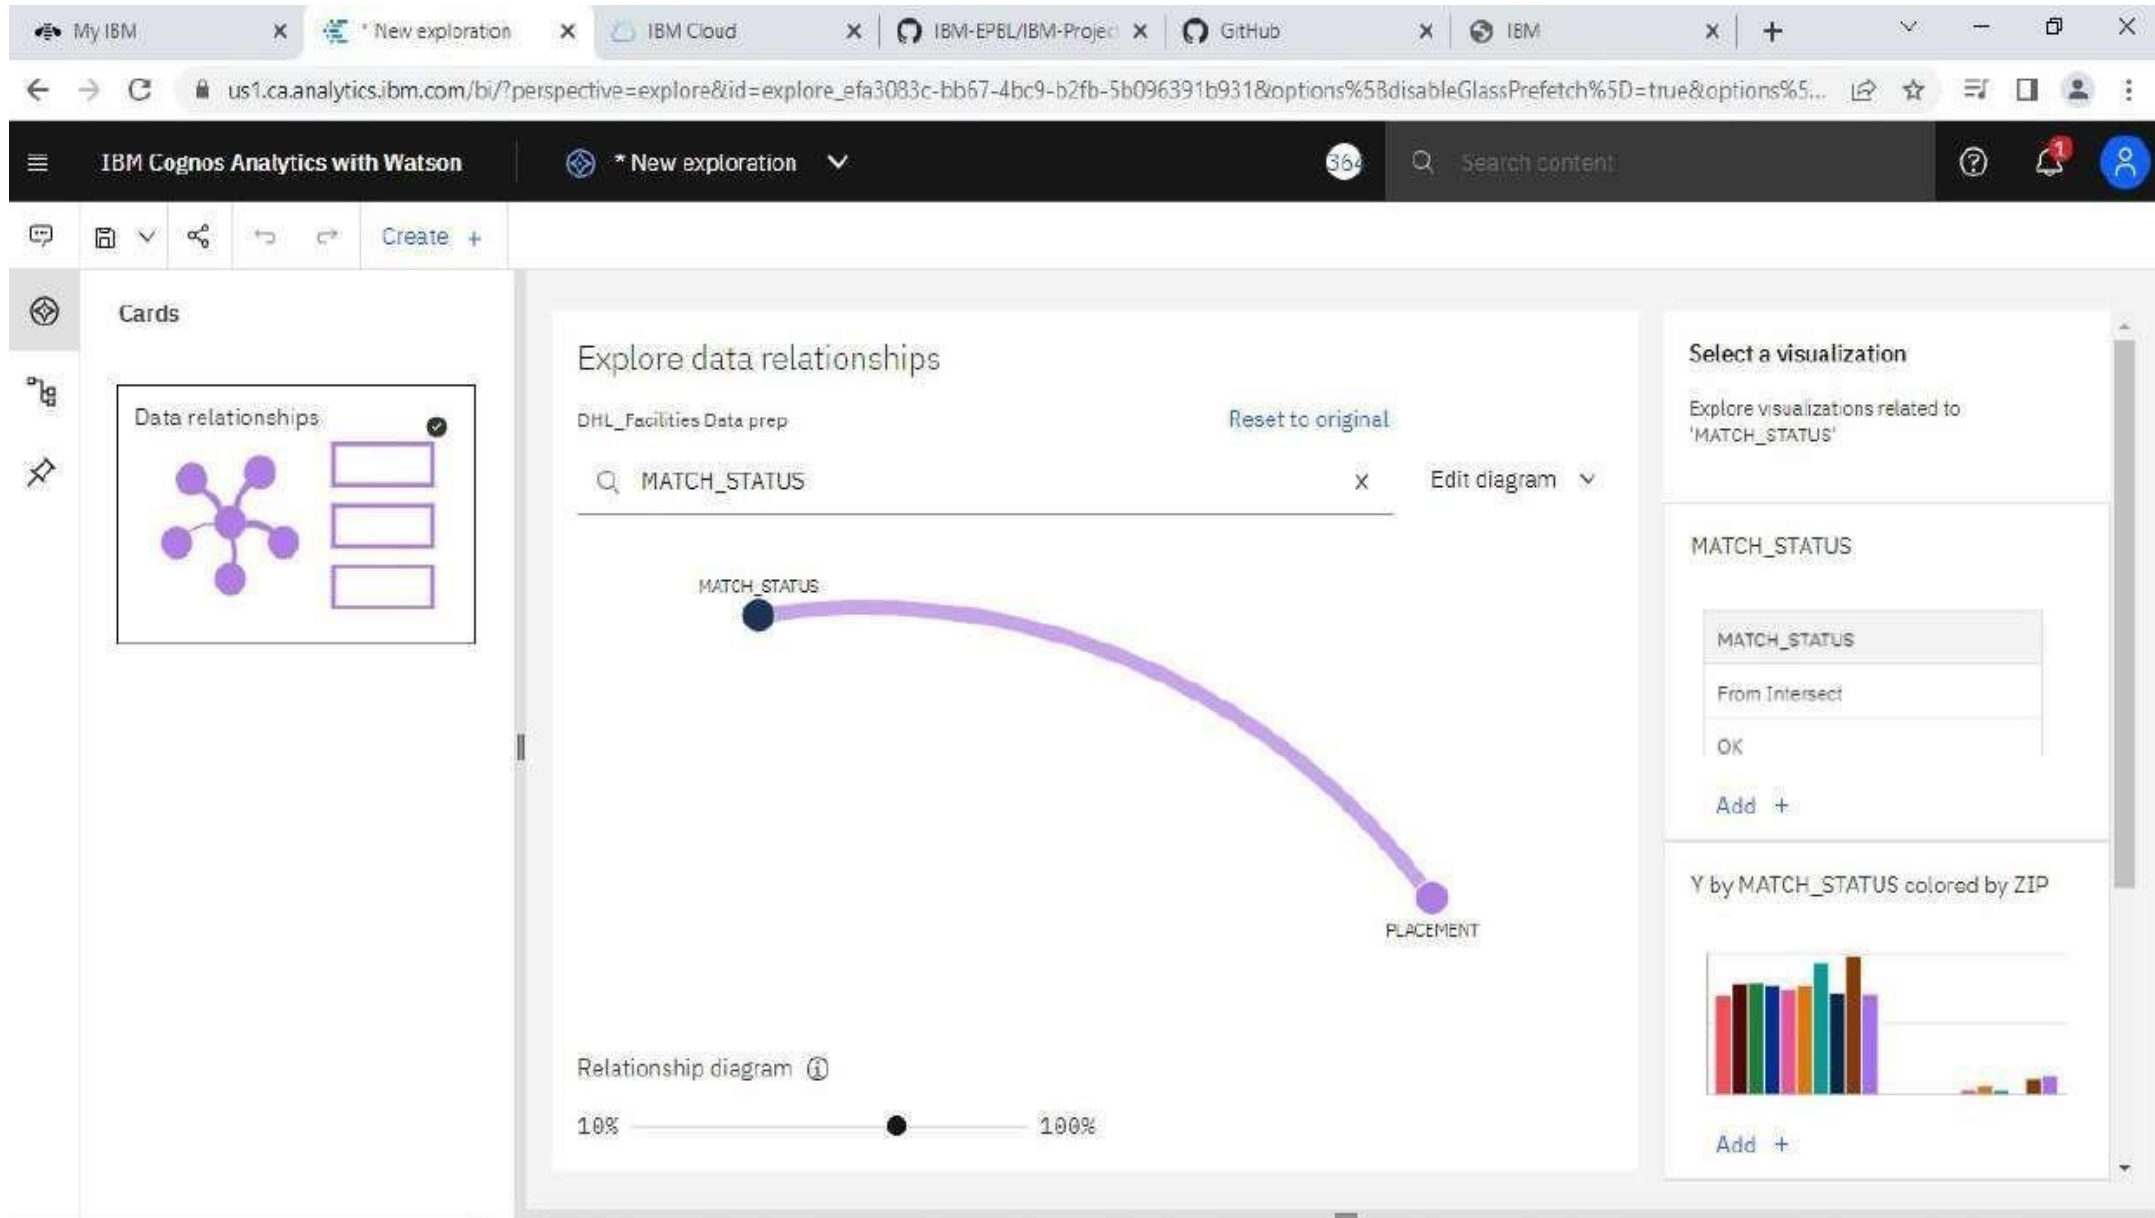 My IBM
* New exploration
IBM Cloud
IBM-EPBL/IBM-Projec
GitHub
IBM
us1.ca.analytics.ibm.com/bi/?perspective=explore&id=explore_efa3083c-bb67-4bc9-b2fb-5b096391b931&options%5BdisableGlassPrefetch%5D=true&options%5...
IBM Cognos Analytics with Watson
* New exploration
364
Search content
1
Create +
Cards
Data relationships
Explore data relationships
DHL_Facilities Data prep
Reset to original
MATCH_STATUS
Edit diagram
MATCH_STATUS
PLACEMENT
Relationship diagram
10%
100%
Select a visualization
Explore visualizations related to
'MATCH_STATUS'
MATCH_STATUS
MATCH_STATUS
From Intersect
OK
Add +
Y by MATCH_STATUS colored by ZIP
Add +